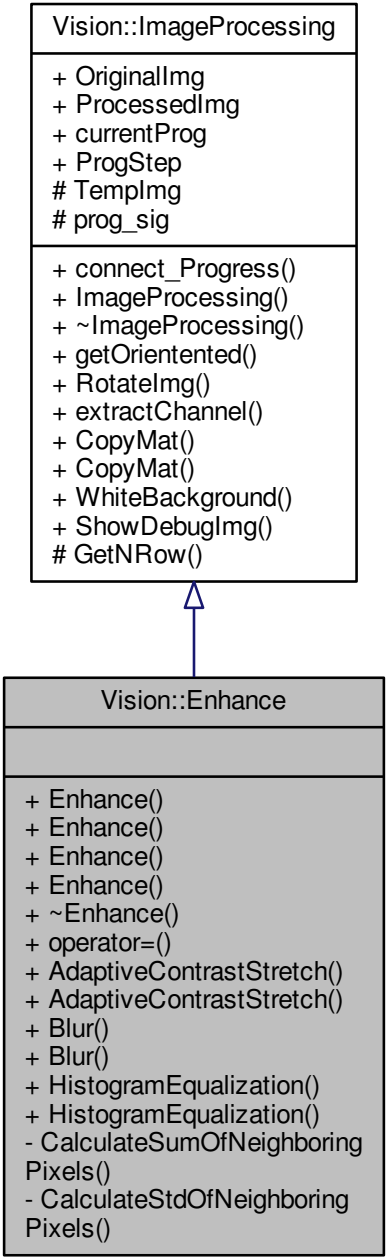 Vision::ImageProcessing
+ OriginalImg
+ ProcessedImg
+ currentProg
+ ProgStep
# TempImg
# prog_sig
+ connect_Progress()
+ ImageProcessing()
+ ~ImageProcessing()
+ getOrientented()
+ RotateImg()
+ extractChannel()
+ CopyMat()
+ CopyMat()
+ WhiteBackground()
+ ShowDebugImg()
# GetNRow()
Vision::Enhance
+ Enhance()
+ Enhance()
+ Enhance()
+ Enhance()
+ ~Enhance()
+ operator=()
+ AdaptiveContrastStretch()
+ AdaptiveContrastStretch()
+ Blur()
+ Blur()
+ HistogramEqualization()
+ HistogramEqualization()
- CalculateSumOfNeighboring
Pixels()
- CalculateStdOfNeighboring
Pixels()